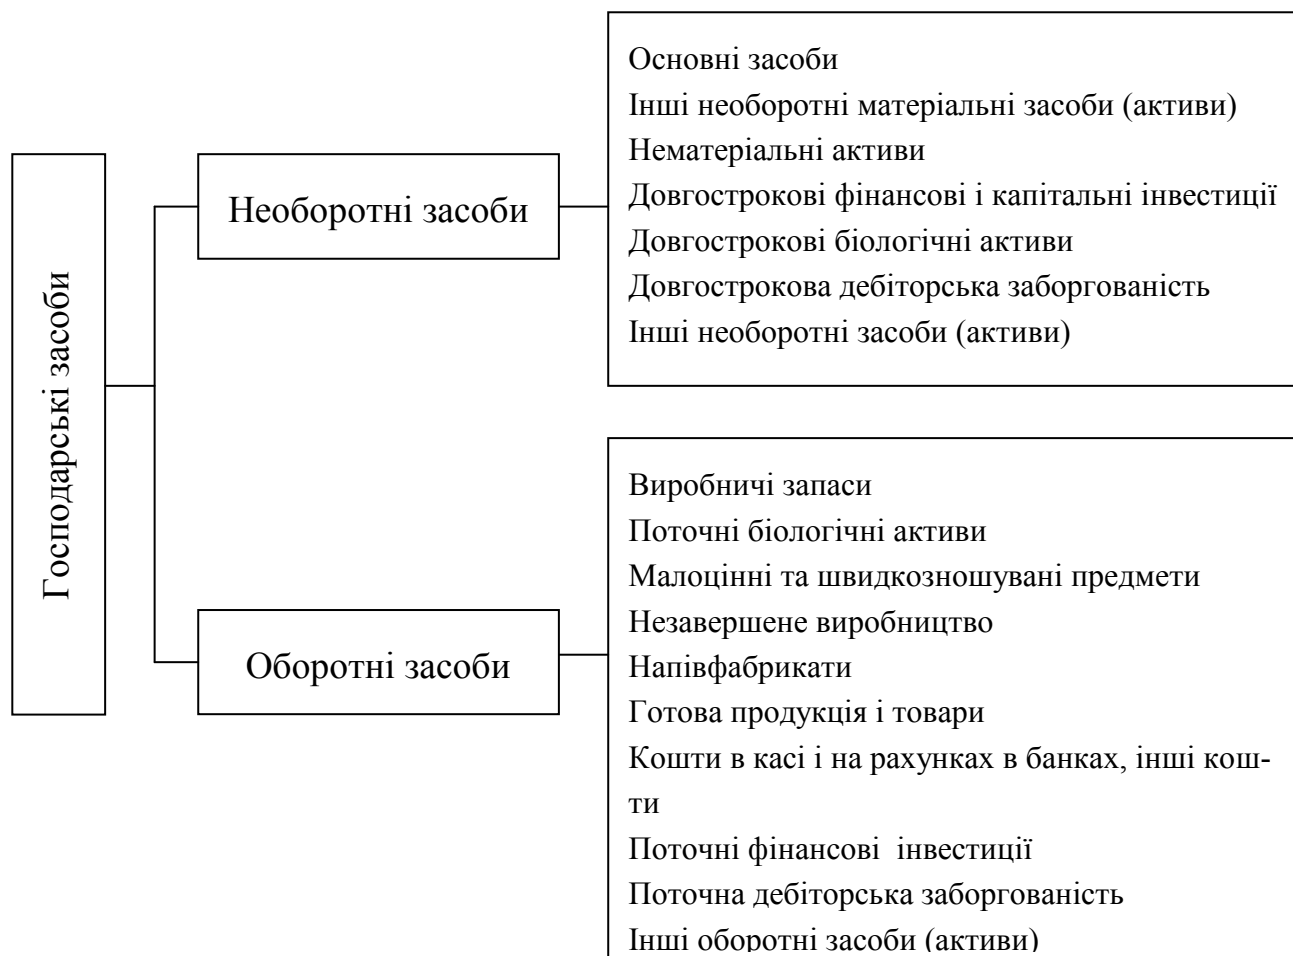 Господарські засоби
Необоротні засоби
Основні засоби
Інші необоротні матеріальні засоби (активи)
Нематеріальні активи
Довгострокові фінансові і капітальні інвестиції
Довгострокові біологічні активи
Довгострокова дебіторська заборгованість
Інші необоротні засоби (активи)
Оборотні засоби
Виробничі запаси
Поточні біологічні активи
Малоцінні та швидкозношувані предмети
Незавершене виробництво
Напівфабрикати
Готова продукція і товари
Кошти в касі і на рахунках в банках, інші кош-
ти
Поточні фінансові  інвестиції
Поточна дебіторська заборгованість
Інші оборотні засоби (активи)